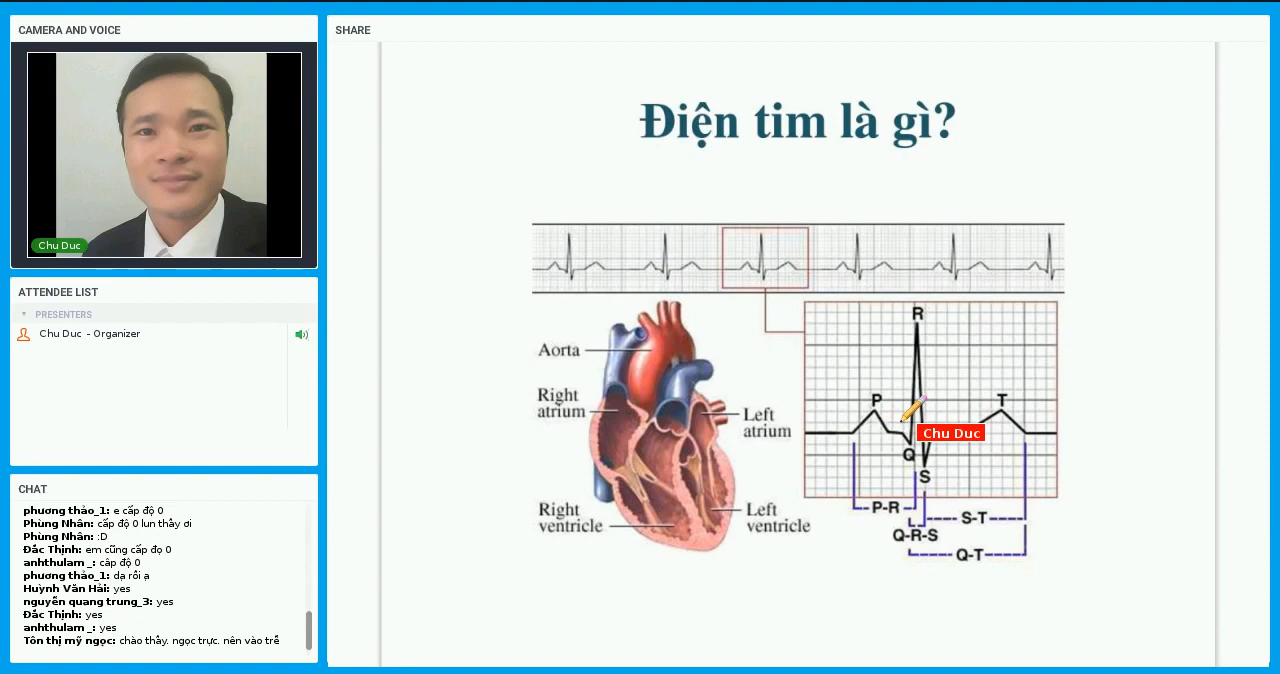 CAMERA AND VOICE
Chu Duc
ATTENDEE LIST
PRESENTERS
Chu Duc - Organizer
CHAT
phương thảo_1: e cấp độ 0
Phùng Nhân: cấp độ 0 lun thầy ơi
Phùng Nhân: :D
Đắc Thịnh: em cũng cấp đọ 0
anhthulam _: câp độ 0
phương thảo_1: dạ rồi ạ
Huỳnh Văn Hải: yes
nguyễn quang trung_3: yes
Đắc Thịnh: yes
anhthulam _: yes
Tôn thị mỹ ngọc: chào thầy. ngọc trực. nên vào trễ
SHARE
Điện tim là gì?
Aorta
Right
atrium
Left
atrium
Right
ventricle
Left
ventricle
R
P
T
Chu Duc
Q
S
P-R
S-T
Q-R-S
Q-T